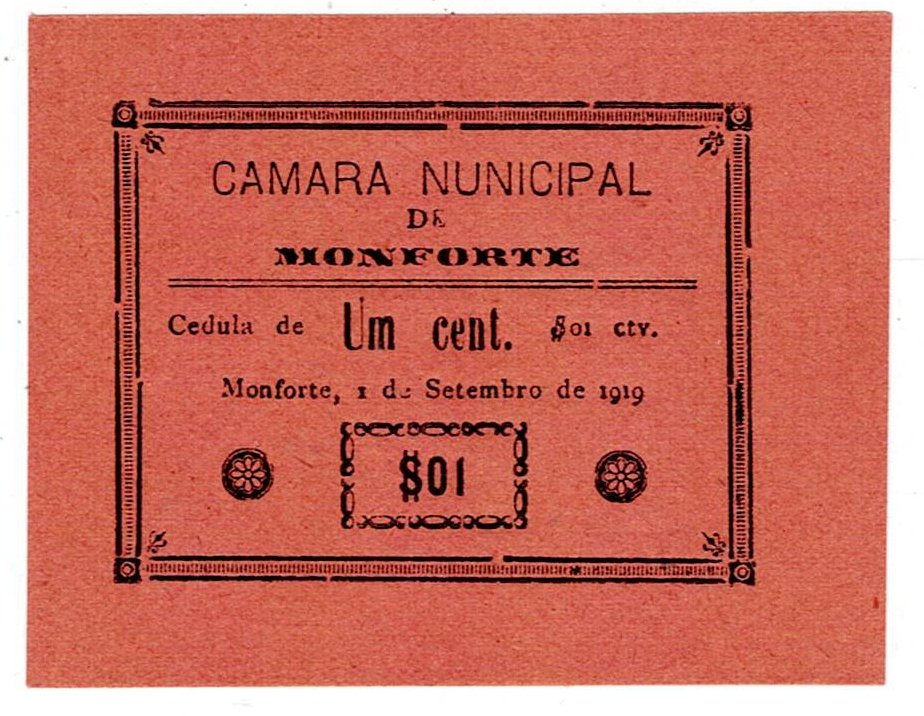 CAMARA NUNICIPAL
DE
MONFORTE
Cedula de Um cent. $01 ctv.
Monforte, 1 de Setembro de 1919
$01